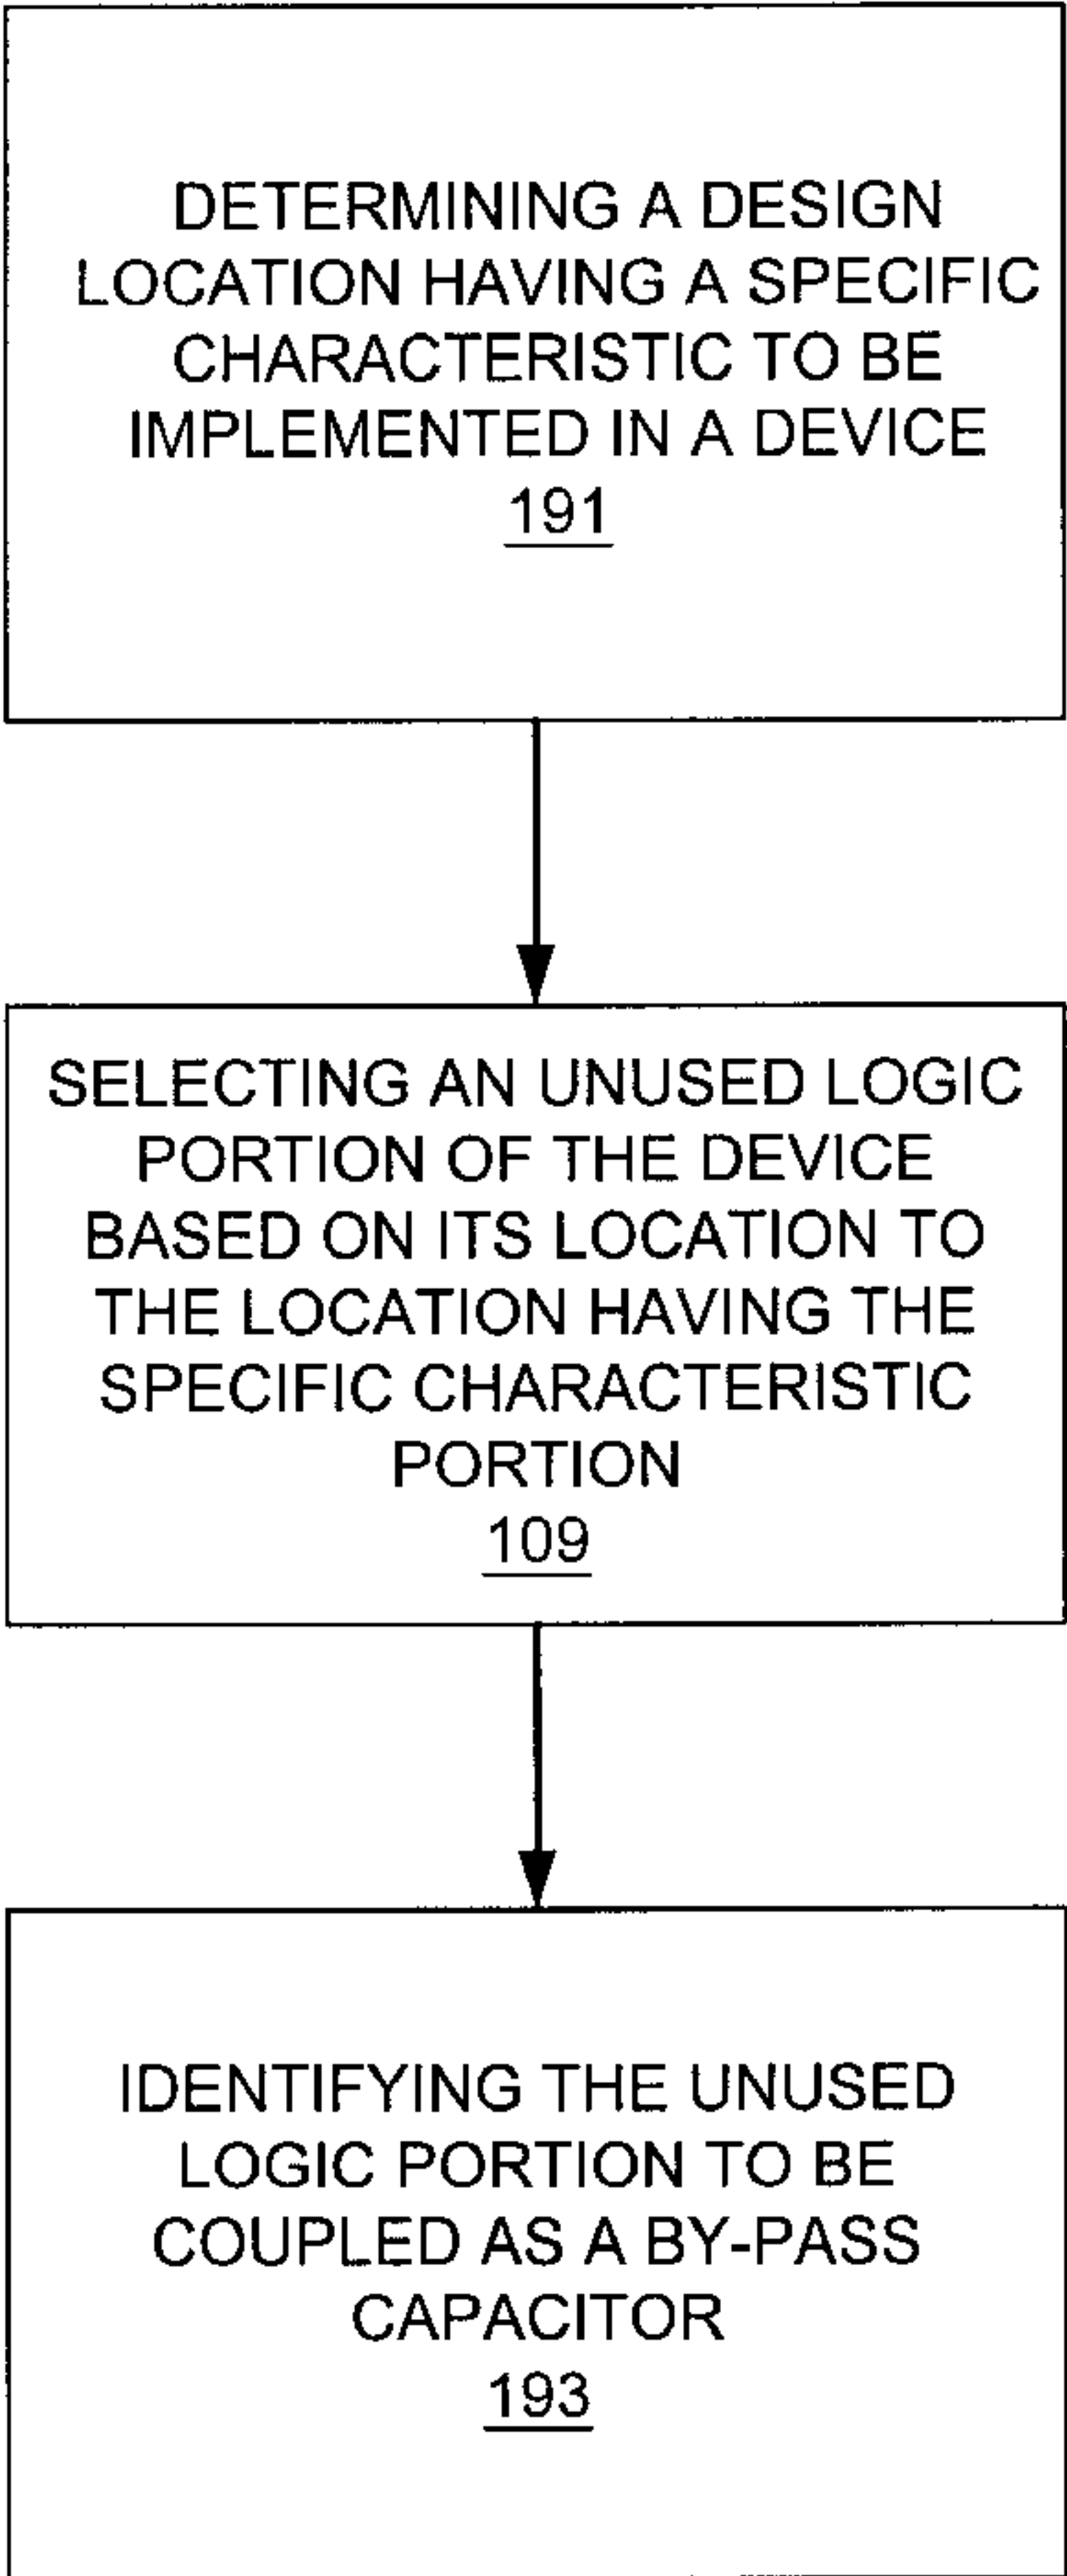 DETERMINING A DESIGN
LOCATION HAVING A SPECIFIC
CHARACTERISTIC TO BE
IMPLEMENTED IN A DEVICE
191
SELECTING AN UNUSED LOGIC
PORTION OF THE DEVICE
BASED ON ITS LOCATION TO
THE LOCATION HAVING THE
SPECIFIC CHARACTERISTIC
PORTION
109
IDENTIFYING THE UNUSED
LOGIC PORTION TO BE
COUPLED AS A BY-PASS
CAPACITOR
193